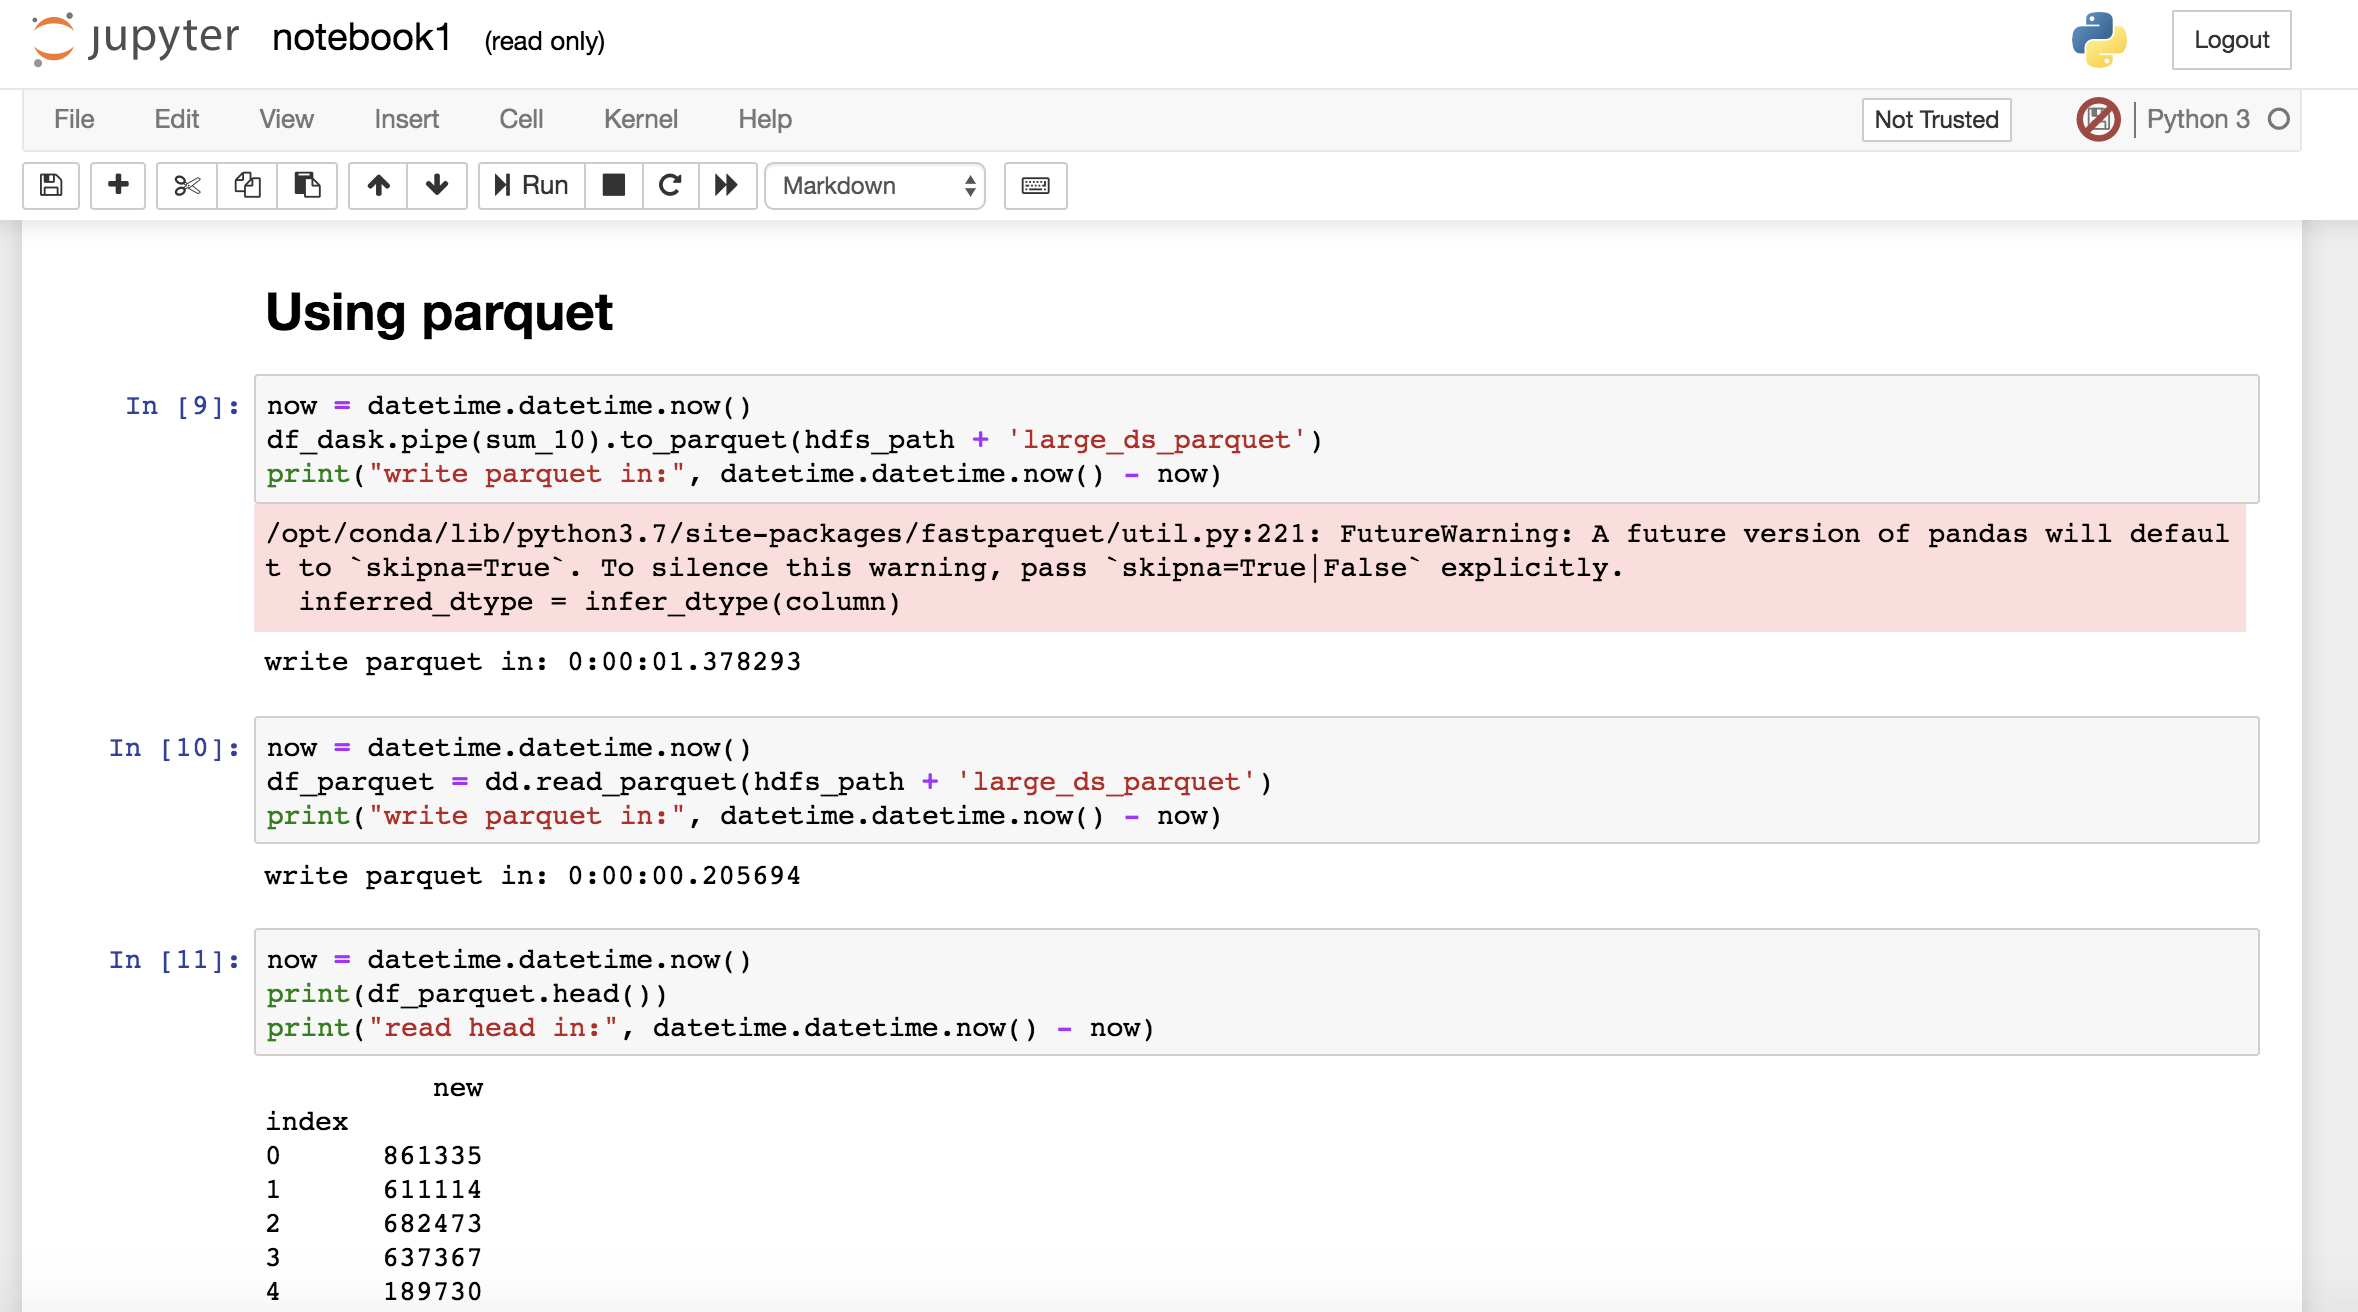 jupyter notebook1 (read only) Logout
File Edit View Insert Cell Kernel Help Not Trusted Python 3
Run Markdown
Using parquet
In [9]: now = datetime.datetime.now()
df_dask.pipe(sum_10).to_parquet(hdfs_path + 'large_ds_parquet')
print("write parquet in:", datetime.datetime.now() - now)
/opt/conda/lib/python3.7/site-packages/fastparquet/util.py:221: FutureWarning: A future version of pandas will defaul
t to `skipna=True`. To silence this warning, pass `skipna=True|False` explicitly.
  inferred_dtype = infer_dtype(column)
write parquet in: 0:00:01.378293
In [10]: now = datetime.datetime.now()
df_parquet = dd.read_parquet(hdfs_path + 'large_ds_parquet')
print("write parquet in:", datetime.datetime.now() - now)
write parquet in: 0:00:00.205694
In [11]: now = datetime.datetime.now()
print(df_parquet.head())
print("read head in:", datetime.datetime.now() - now)
new
index
0 861335
1 611114
2 682473
3 637367
4 189730